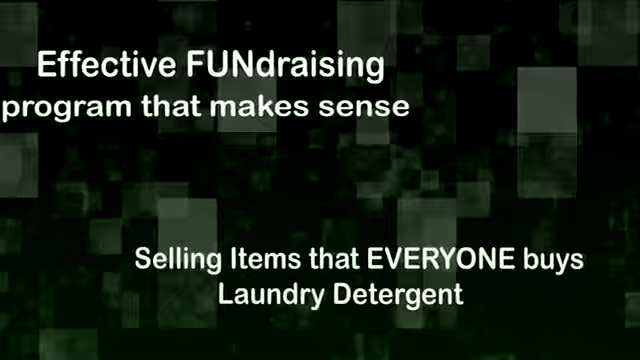 Effective FUNdraising
program that makes sense
Selling Items that EVERYONE buys
Laundry Detergent